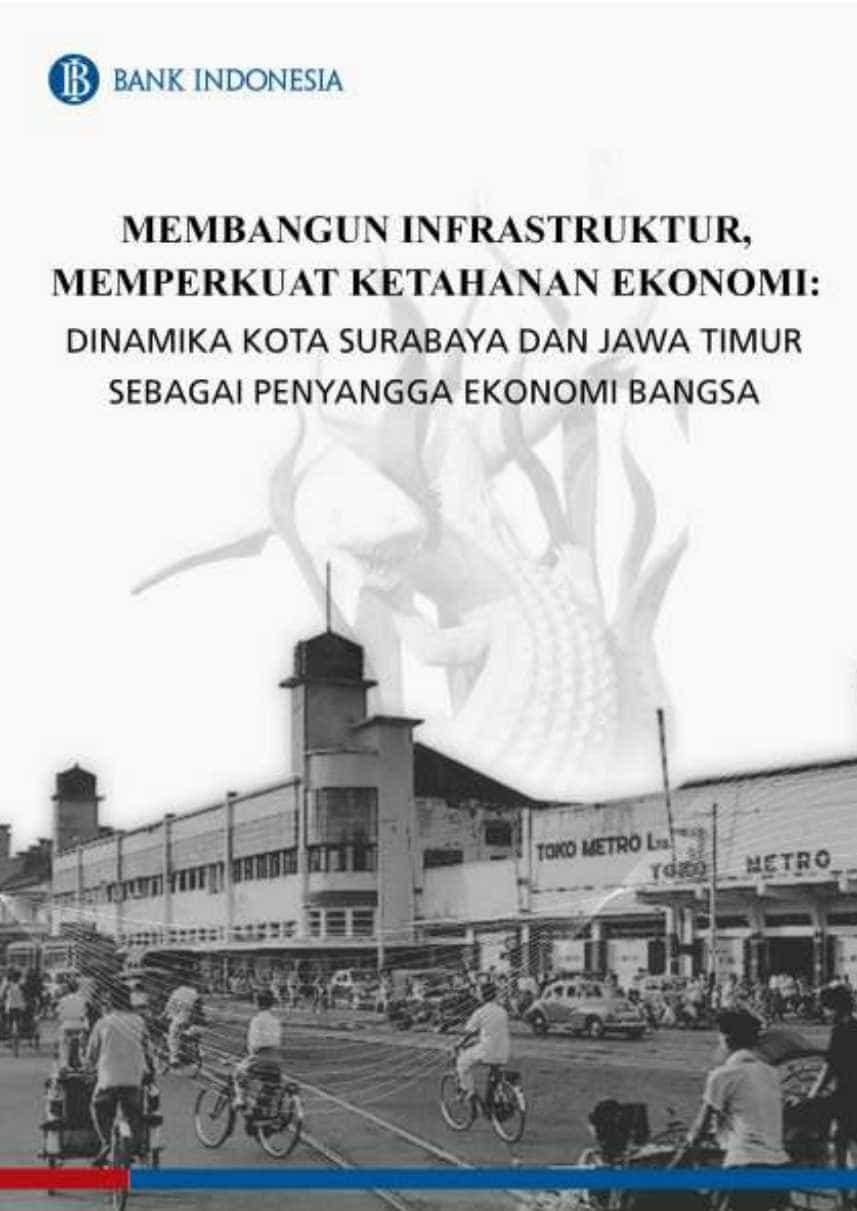 BANK INDONESIA
MEMBANGUN INFRASTRUKTUR,
MEMPERKUAT KETAHANAN EKONOMI:
DINAMIKA KOTA SURABAYA DAN JAWA TIMUR
SEBAGAI PENYANGGA EKONOMI BANGSA
TOKO METRO LTD.
TOKO METRO